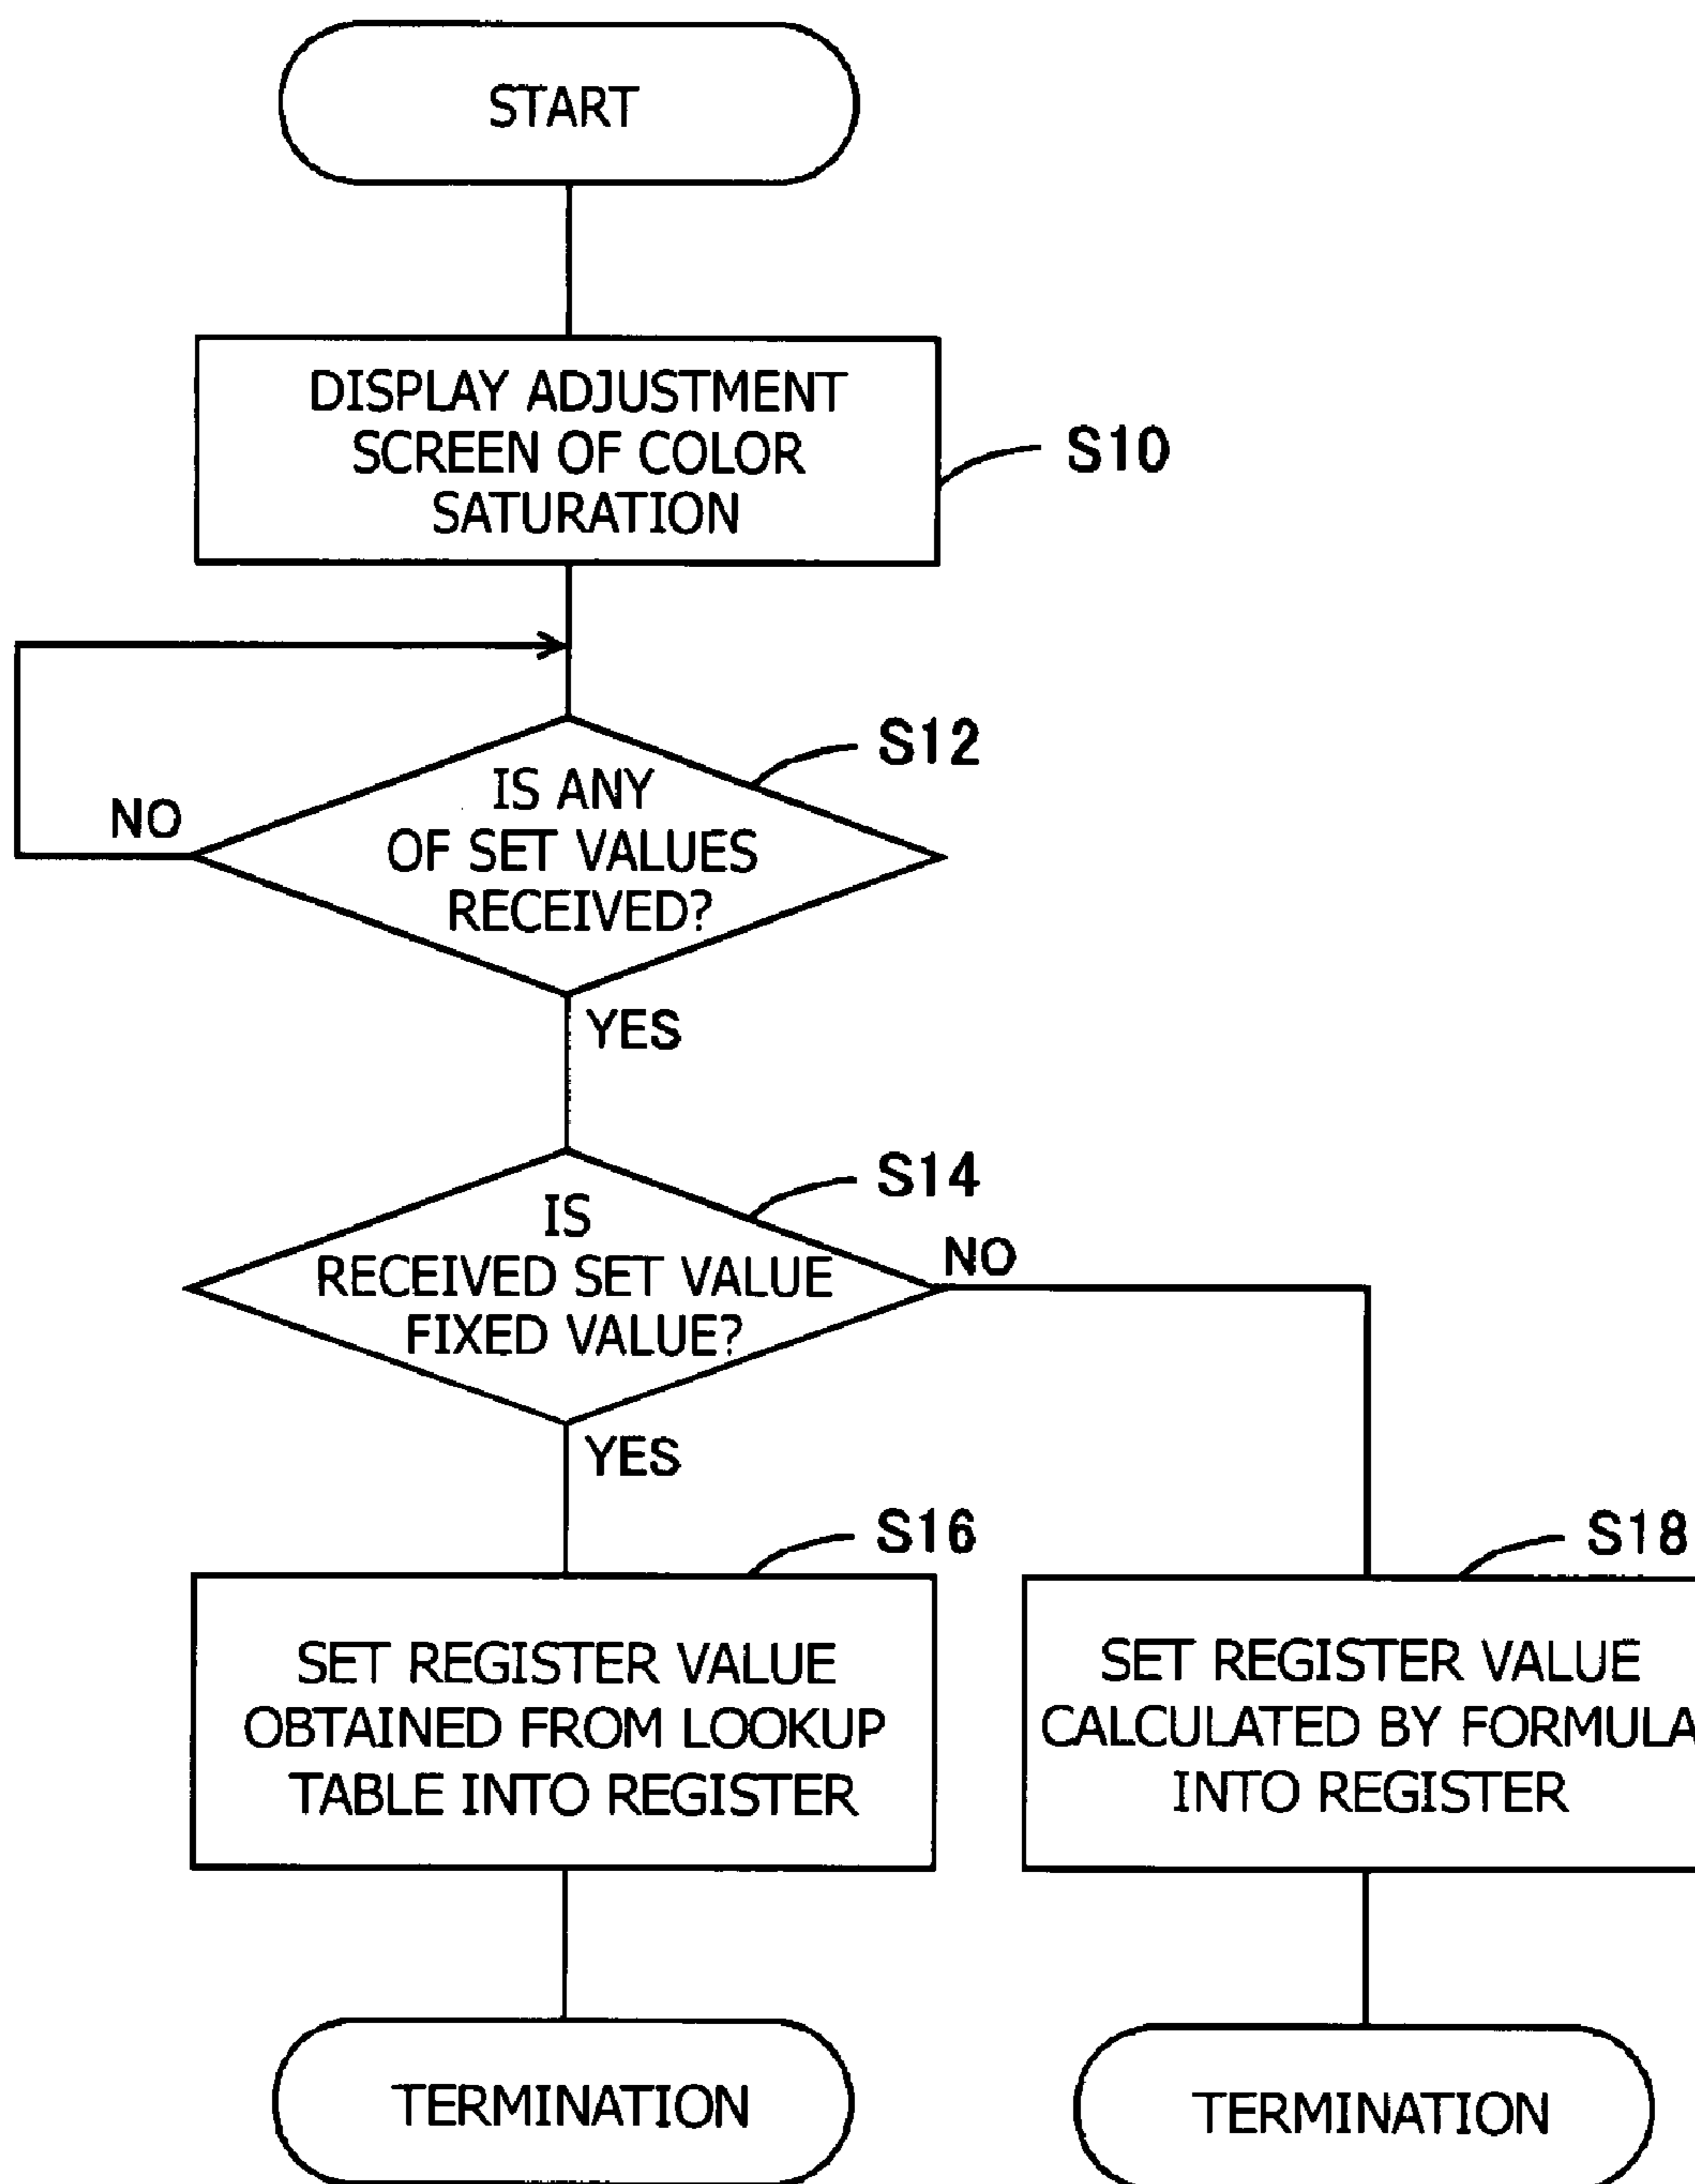 START
DISPLAY ADJUSTMENT
SCREEN OF COLOR
SATURATION
S10
S12
IS ANY
OF SET VALUES
RECEIVED?
NO
YES
S14
IS
RECEIVED SET VALUE
FIXED VALUE?
NO
YES
S16
SET REGISTER VALUE
OBTAINED FROM LOOKUP
TABLE INTO REGISTER
S18
SET REGISTER VALUE
CALCULATED BY FORMULA
INTO REGISTER
TERMINATION
TERMINATION